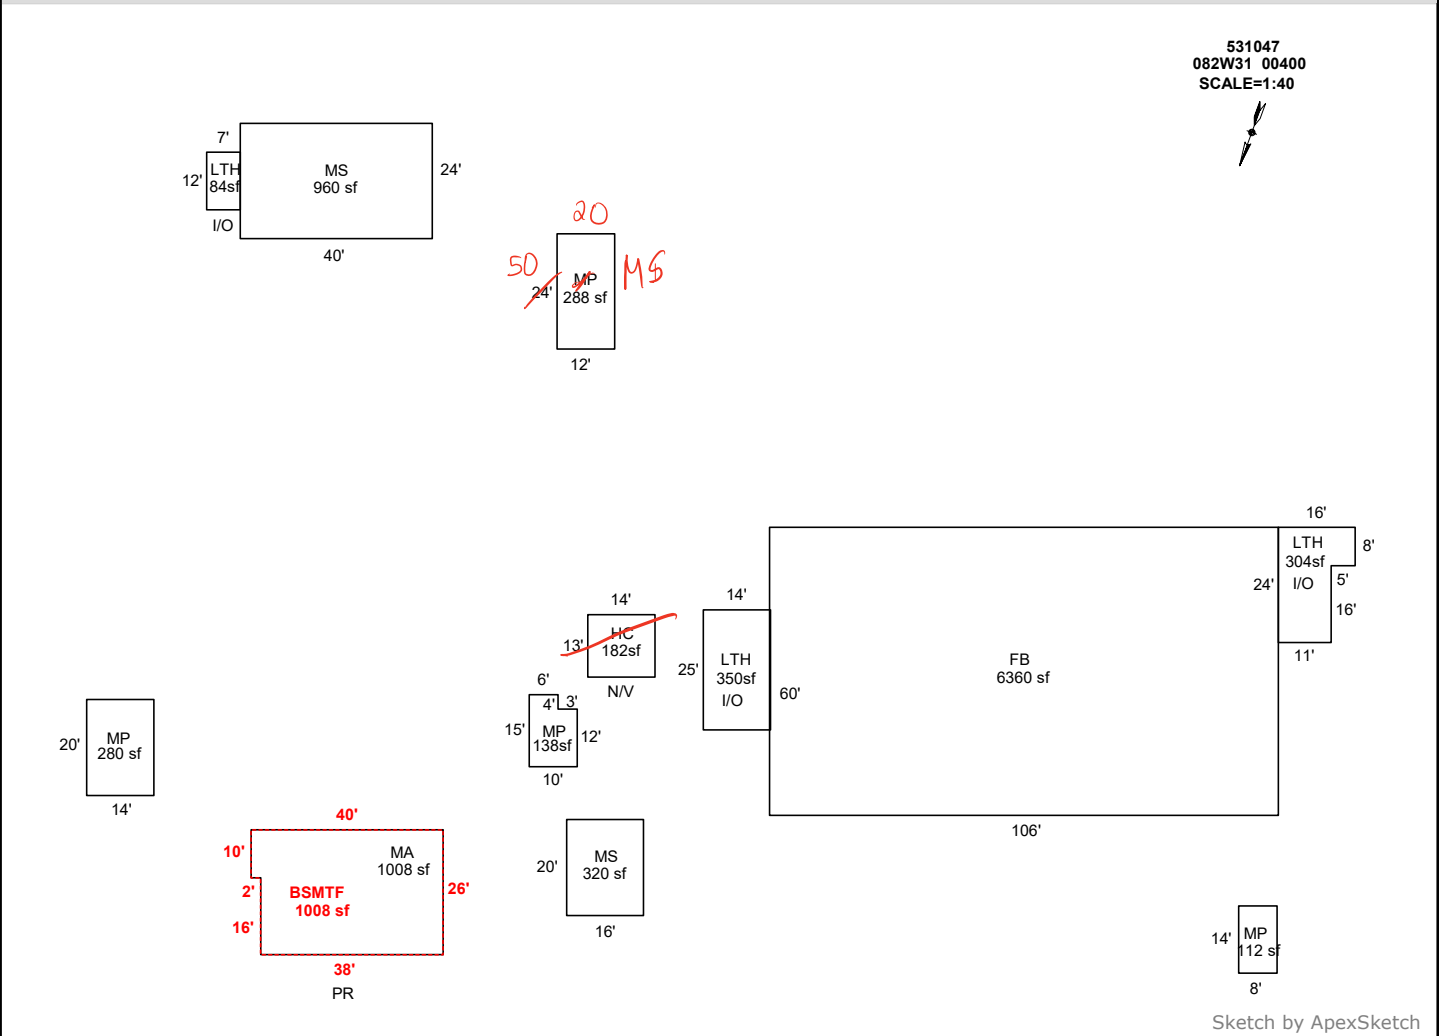 531047
082W31 00400
SCALE=1:40
7'
LTH
84sf
12'
I/O
MS
960 sf
24'
40'
20
50
24'
MP
288 sf
MS
12'
16'
LTH
304sf
I/O
8'
5'
24'
16'
11'
14'
HC
182sf
13'
N/V
14'
LTH
350sf
I/O
25'
60'
FB
6360 sf
106'
6'
4'
3'
15'
MP
138sf
12'
10'
20'
MP
280 sf
14'
40'
10'
MA
1008 sf
2'
BSMTF
1008 sf
26'
16'
38'
PR
20'
MS
320 sf
16'
14'
MP
112 sf
8'
Sketch by ApexSketch